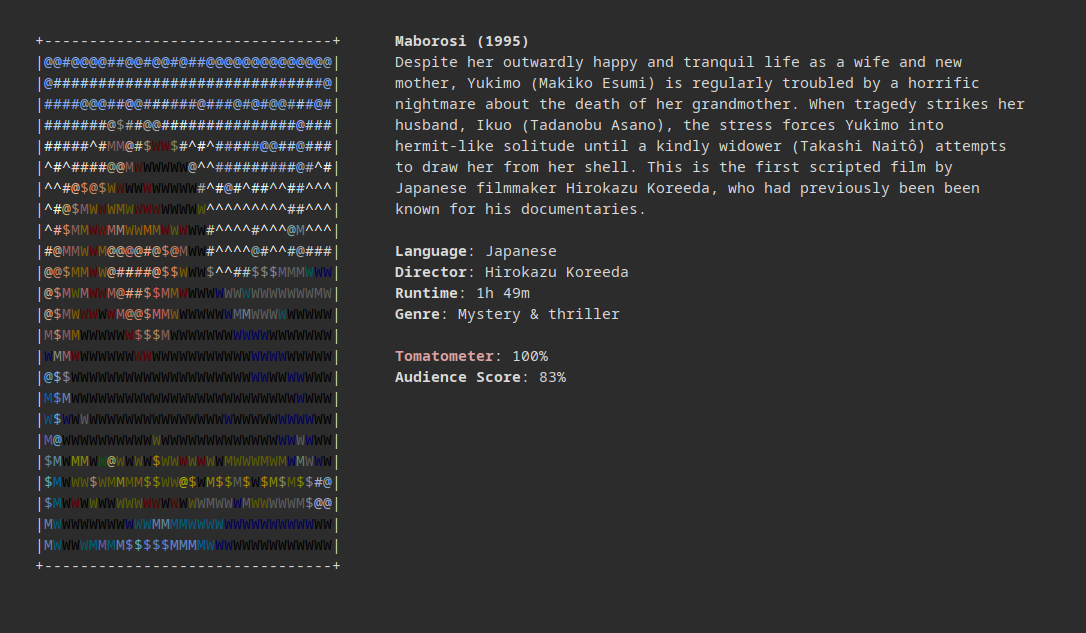 Maborosi (1995)
Despite her outwardly happy and tranquil life as a wife and new
mother, Yukimo (Makiko Esumi) is regularly troubled by a horrific
nightmare about the death of her grandmother. When tragedy strikes her
husband, Ikuo (Tadanobu Asano), the stress forces Yukimo into
hermit-like solitude until a kindly widower (Takashi Naitô) attempts
to draw her from her shell. This is the first scripted film by
Japanese filmmaker Hirokazu Koreeda, who had previously been been
known for his documentaries.
Language: Japanese
Director: Hirokazu Koreeda
Runtime: 1h 49m
Genre: Mystery & thriller
Tomatometer: 100%
Audience Score: 83%